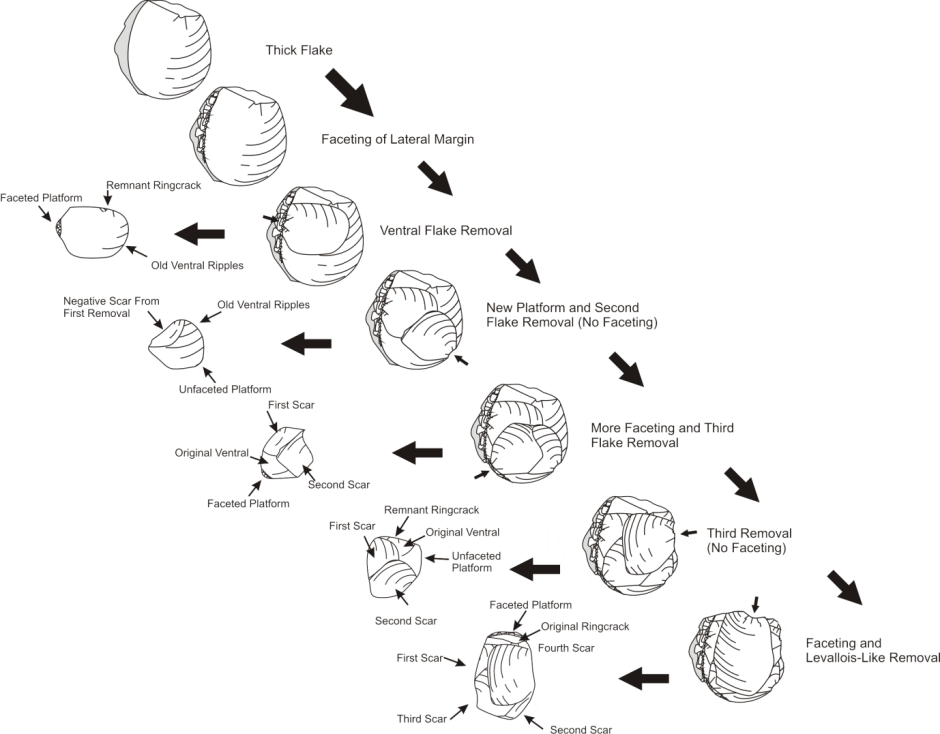 Thick Flake
Faceting of Lateral Margin
Remnant Ringcrack
Faceted Platform
Ventral Flake Removal
Old Ventral Ripples
Negative Scar From
First Removal
Old Ventral Ripples
New Platform and Second
Flake Removal (No Faceting)
Unfaceted Platform
First Scar
More Faceting and Third
Flake Removal
Original Ventral
Second Scar
Faceted Platform
Remnant Ringcrack
First Scar
Original Ventral
Unfaceted
Platform
Third Removal
(No Faceting)
Second Scar
Faceted Platform
Original Ringcrack
Fourth Scar
First Scar
Faceting and
Levallois-Like Removal
Third Scar
Second Scar